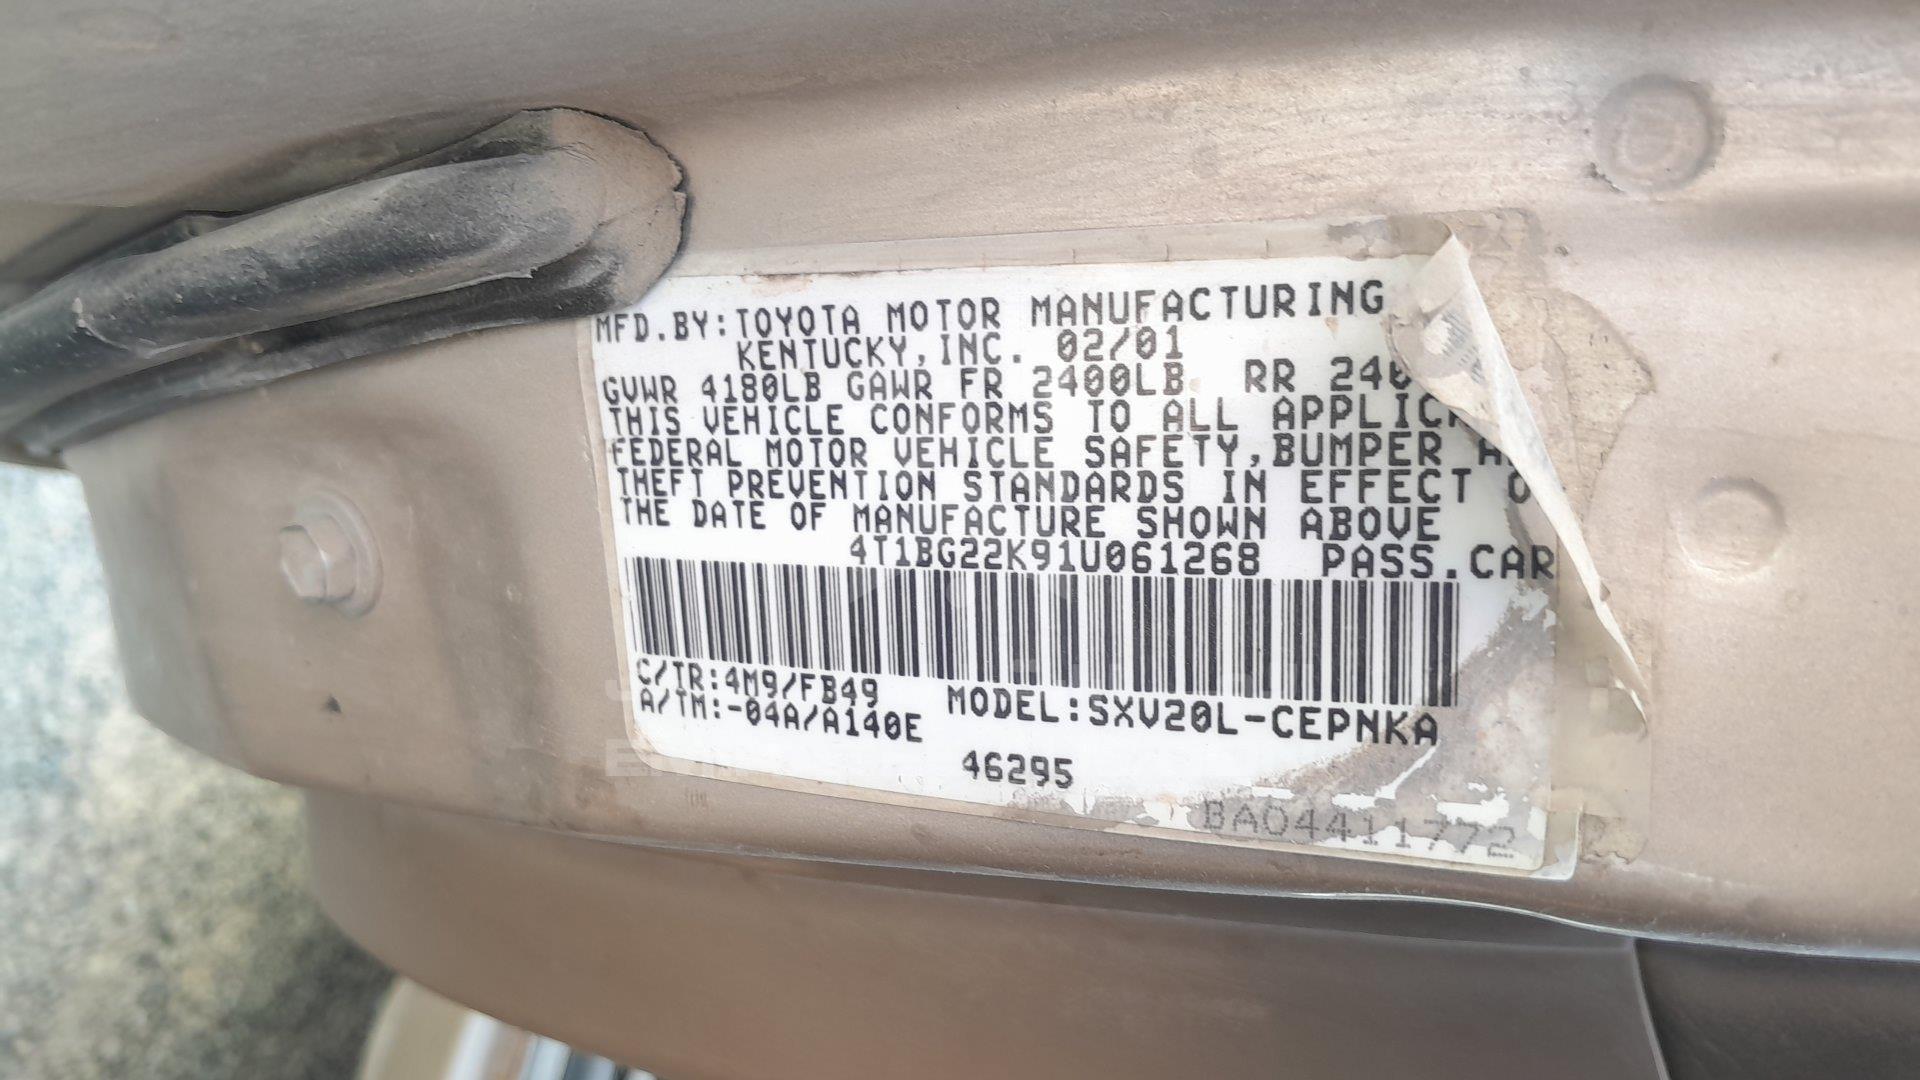 MFD.BY:TOYOTA MOTOR MANUFACTURING
KENTUCKY,INC. 02/01
GVWR 4180LB GAWR FR 2400LB RR
THIS VEHICLE CONFORMS TO ALL
FEDERAL MOTOR VEHICLE SAFETY,BUMPER
THEFT PREVENTION STANDARDS IN EFFECT
THE DATE OF MANUFACTURE SHOWN ABOVE
4T1BG22K91U061268 PASS.CAR
C/TR:4M9/FB49
A/TM:-04A/A140E MODEL:SXV20L-CEPNKA
46295
BA04411772